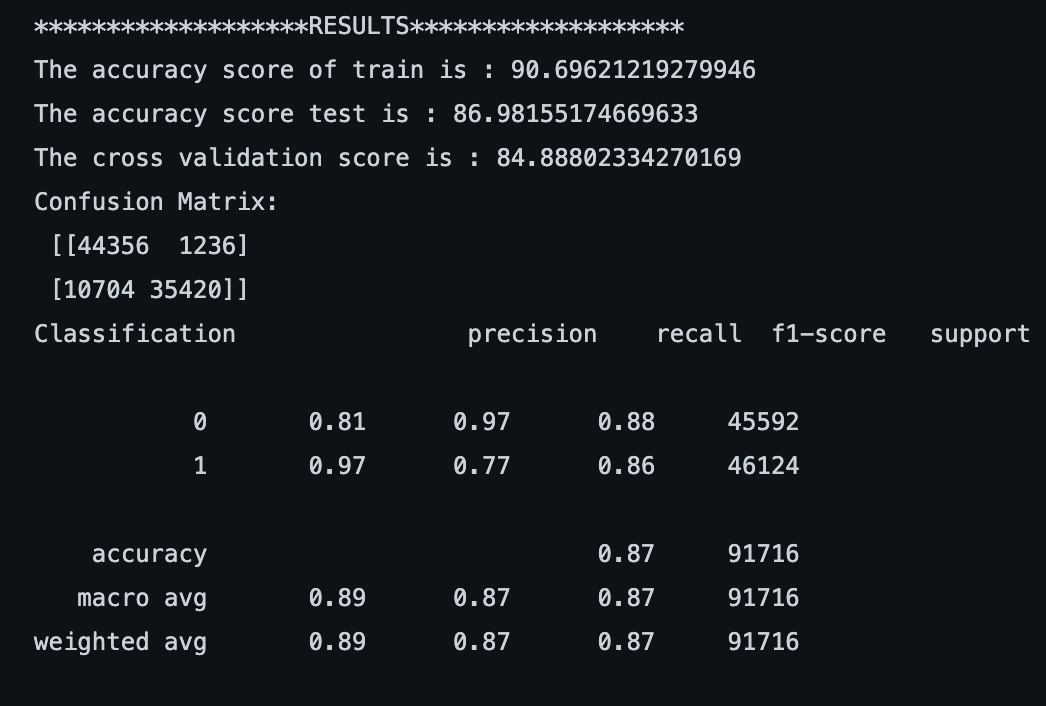 *******************RESULTS*******************
The accuracy score of train is : 90.69621219279946
The accuracy score test is : 86.98155174669633
The cross validation score is : 84.88802334270169
Confusion Matrix:
 [[44356  1236]
 [10704 35420]]
Classification                precision    recall  f1-score   support

           0       0.81      0.97      0.88     45592
           1       0.97      0.77      0.86     46124

    accuracy                           0.87     91716
   macro avg       0.89      0.87      0.87     91716
weighted avg       0.89      0.87      0.87     91716